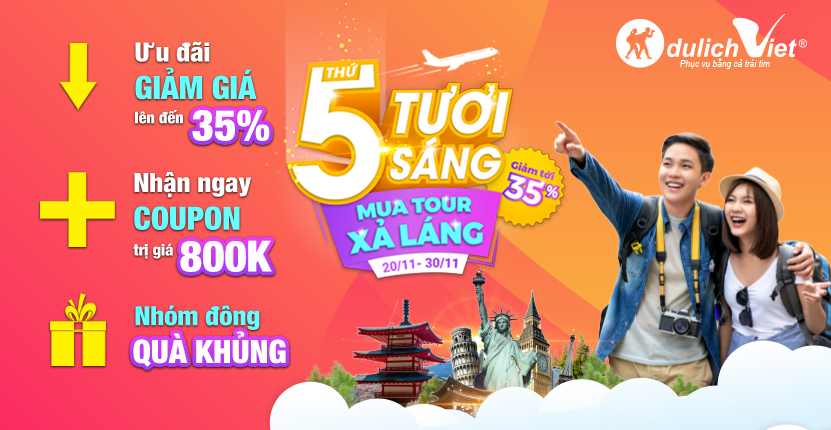 Ưu đãi
GIẢM GIÁ
lên đến 35%
Nhận ngay
COUPON
trị giá 800K
Nhóm đông
QUÀ KHỦNG
THỨ
5 TƯƠI
SÁNG
Giảm tới
35%
MUA TOUR
XẢ LÁNG
20/11- 30/11
dulich Việt®
Phục vụ bằng cả trái tim